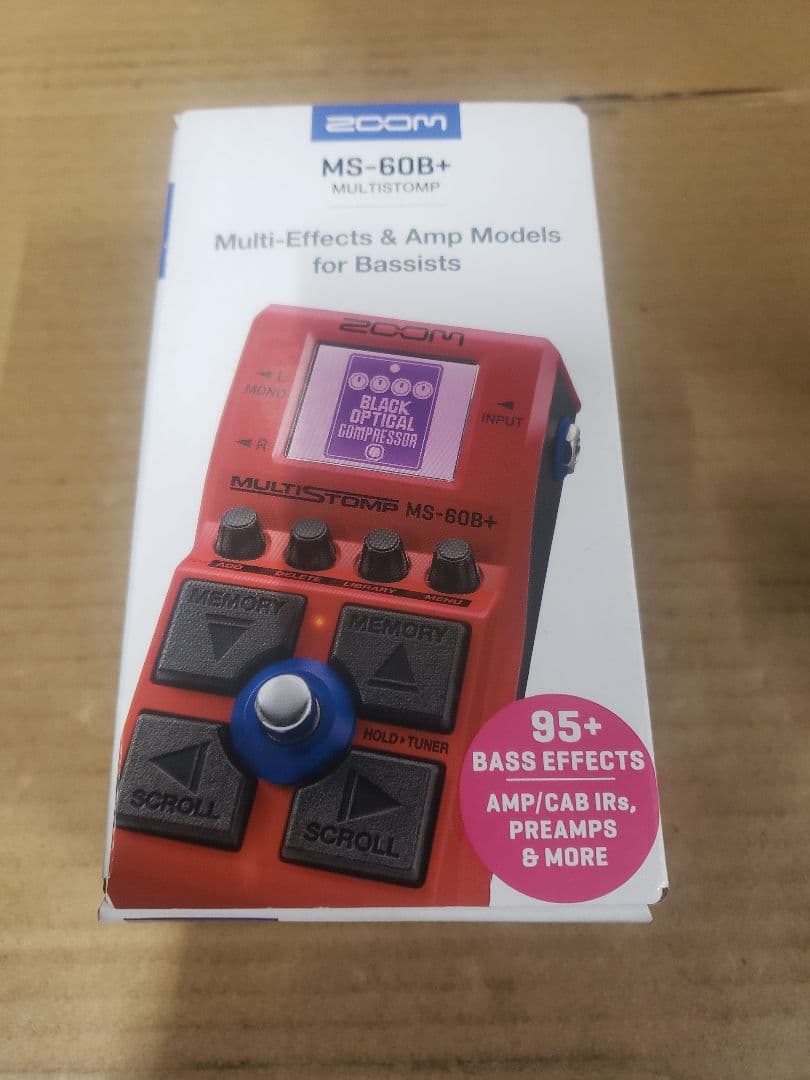 ZOOM
MS-60B+
MULTISTOMP
Multi-Effects & Amp Models
for Bassists
ZOOM
L
MONO
R
INPUT
BLACK
OPTICAL
COMPRESSOR
MULTISTOMP MS-60B+
ADD DELETE LIBRARY MENU
MEMORY MEMORY
HOLD▶TUNER
SCROLL SCROLL
95+
BASS EFFECTS
AMP/CAB IRs,
PREAMPS
& MORE